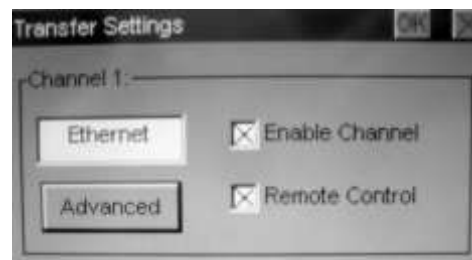 Transfer Settings OK
Channel 1:
Ethernet Enable Channel
Advanced Remote Control